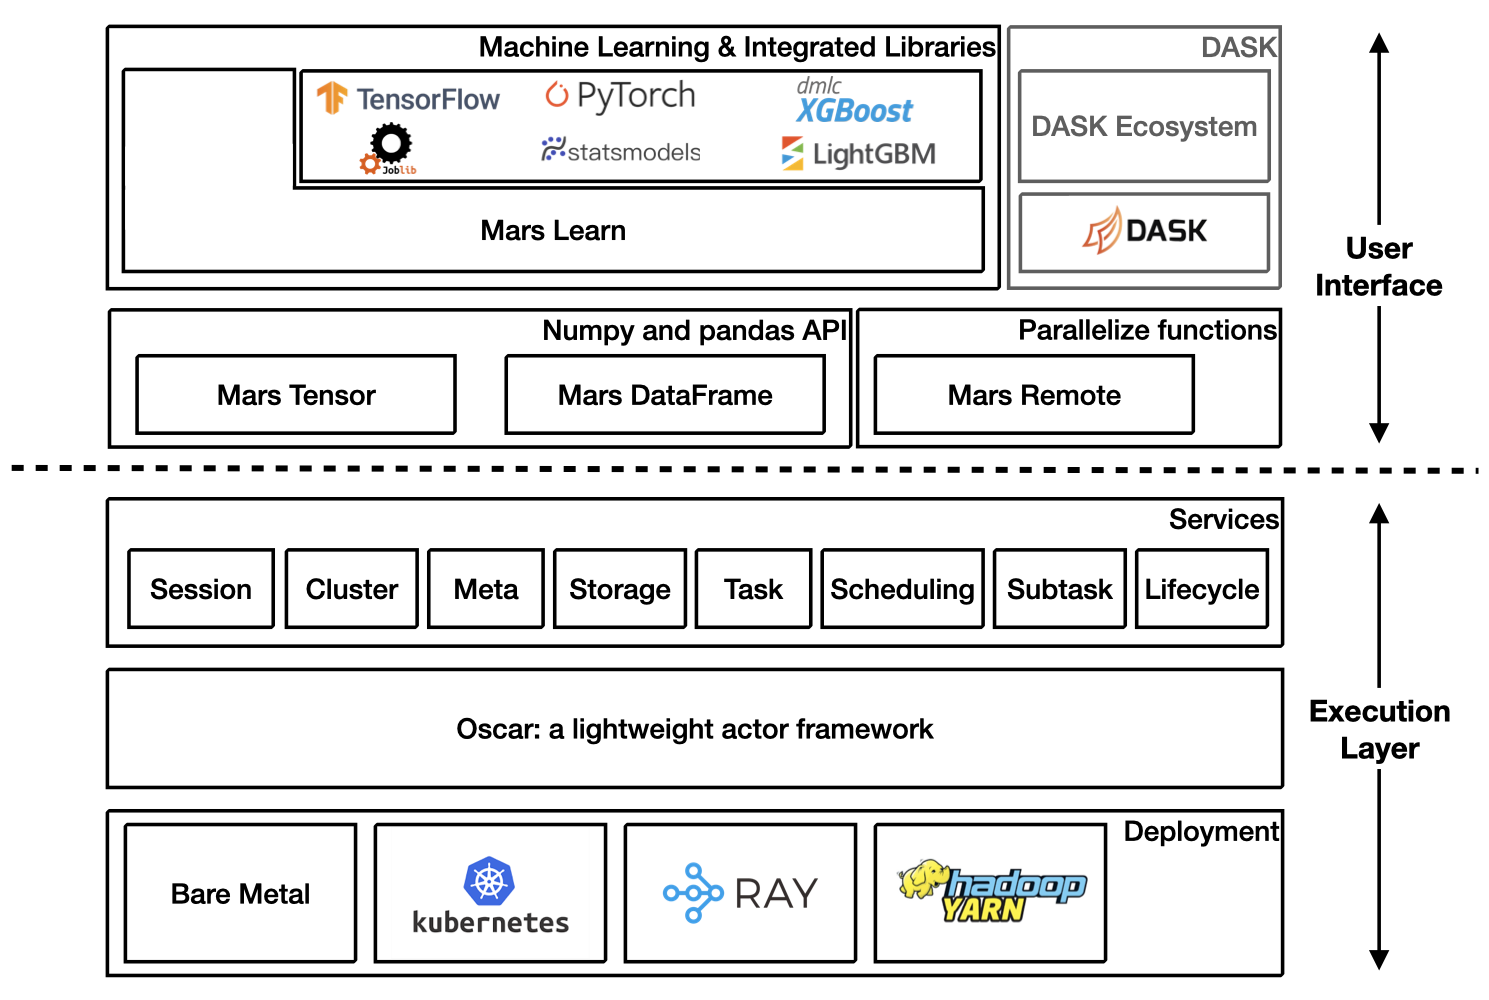 Machine Learning & Integrated Libraries
TensorFlow
PyTorch
dmlc
XGBoost
Joblib
statsmodels
LightGBM
Mars Learn
DASK
DASK Ecosystem
DASK
User
Interface
Numpy and pandas API
Mars Tensor
Mars DataFrame
Parallelize functions
Mars Remote
Services
Session
Cluster
Meta
Storage
Task
Scheduling
Subtask
Lifecycle
Oscar: a lightweight actor framework
Execution
Layer
Deployment
Bare Metal
kubernetes
RAY
hadoop
YARN